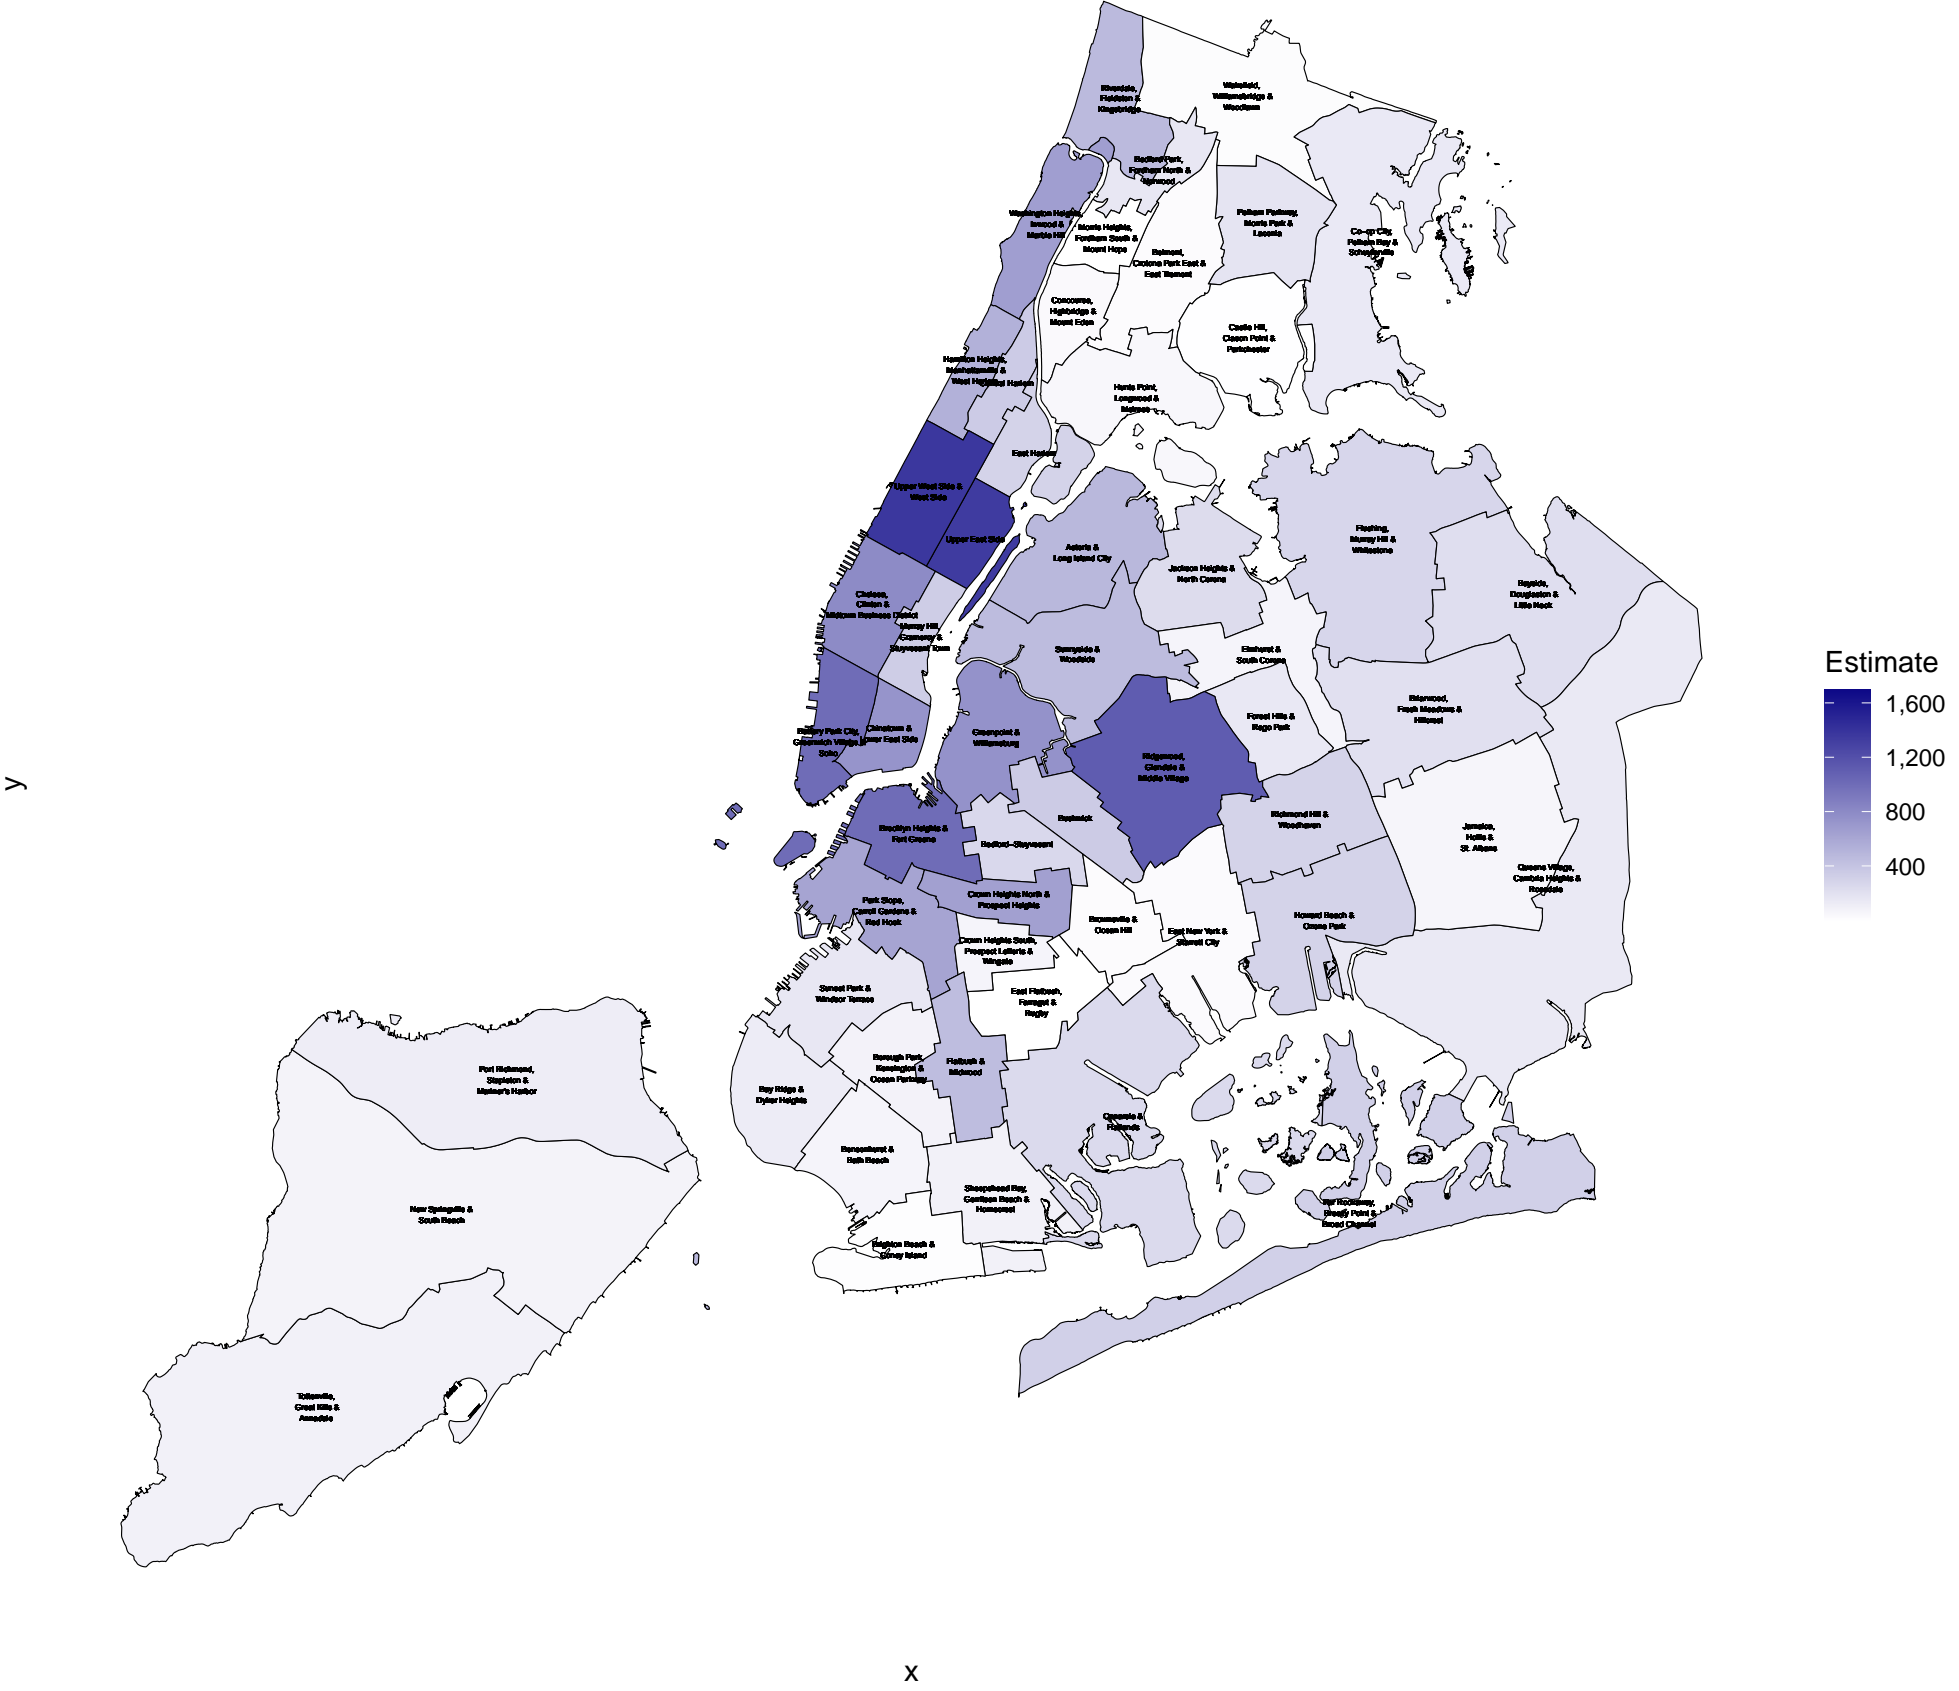 Riverdale,
Fieldston &
Kingsbridge
Wakefield,
Williamsbridge &
Woodlawn
Bedford Park,
Fordham North &
Norwood
Washington Heights,
Inwood &
Marble Hill
Morris Heights,
Fordham South &
Mount Hope
Belmont,
Crotona Park East &
East Tremont
Pelham Parkway,
Morris Park &
Laconia
Co-op City,
Pelham Bay &
Schuylerville
Concourse,
Highbridge &
Mount Eden
Castle Hill,
Clason Point &
Parkchester
Hamilton Heights,
Manhattanville &
West Harlem
Central Harlem
Hunts Point,
Longwood &
Melrose
East Harlem
Upper West Side &
West Side
Upper East Side
Astoria &
Long Island City
Jackson Heights &
North Corona
Flushing,
Murray Hill &
Whitestone
Bayside,
Douglaston &
Little Neck
Chelsea,
Clinton &
Midtown Business District
Murray Hill,
Gramercy &
Stuyvesant Town
Sunnyside &
Woodside
Elmhurst &
South Corona
Briarwood,
Fresh Meadows &
Hillcrest
Forest Hills &
Rego Park
Battery Park City,
Greenwich Village &
Soho
Chinatown &
Lower East Side
Greenpoint &
Williamsburg
Ridgewood,
Glendale &
Middle Village
Brooklyn Heights &
Fort Greene
Bedford-Stuyvesant
Bushwick
Richmond Hill &
Woodhaven
Jamaica,
Hollis &
St. Albans
Queens Village,
Cambria Heights &
Rosedale
Park Slope,
Carroll Gardens &
Red Hook
Crown Heights North &
Prospect Heights
Crown Heights South,
Prospect Lefferts &
Wingate
Brownsville &
Ocean Hill
East New York &
Starrett City
Howard Beach &
Ozone Park
Sunset Park &
Windsor Terrace
East Flatbush,
Farragut &
Rugby
Borough Park,
Kensington &
Ocean Parkway
Flatbush &
Midwood
Bay Ridge &
Dyker Heights
Canarsie &
Flatlands
Bensonhurst &
Bath Beach
Sheepshead Bay,
Gerritsen Beach &
Homecrest
Brighton Beach &
Coney Island
Far Rockaway,
Breezy Point &
Broad Channel
Port Richmond,
Stapleton &
Mariner's Harbor
New Springville &
South Beach
Tottenville,
Great Kills &
Annadale
Estimate
1,600
1,200
800
400
y
x